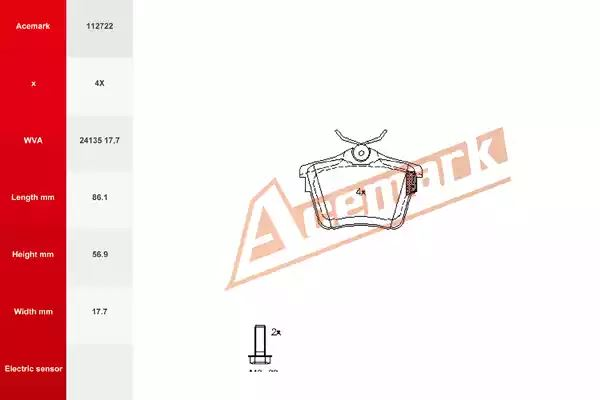 Acemark 112722
x 4X
WVA 24135 17,7
Length mm 86.1
Height mm 56.9
Width mm 17.7
Electric sensor
Acemark
4x
2x